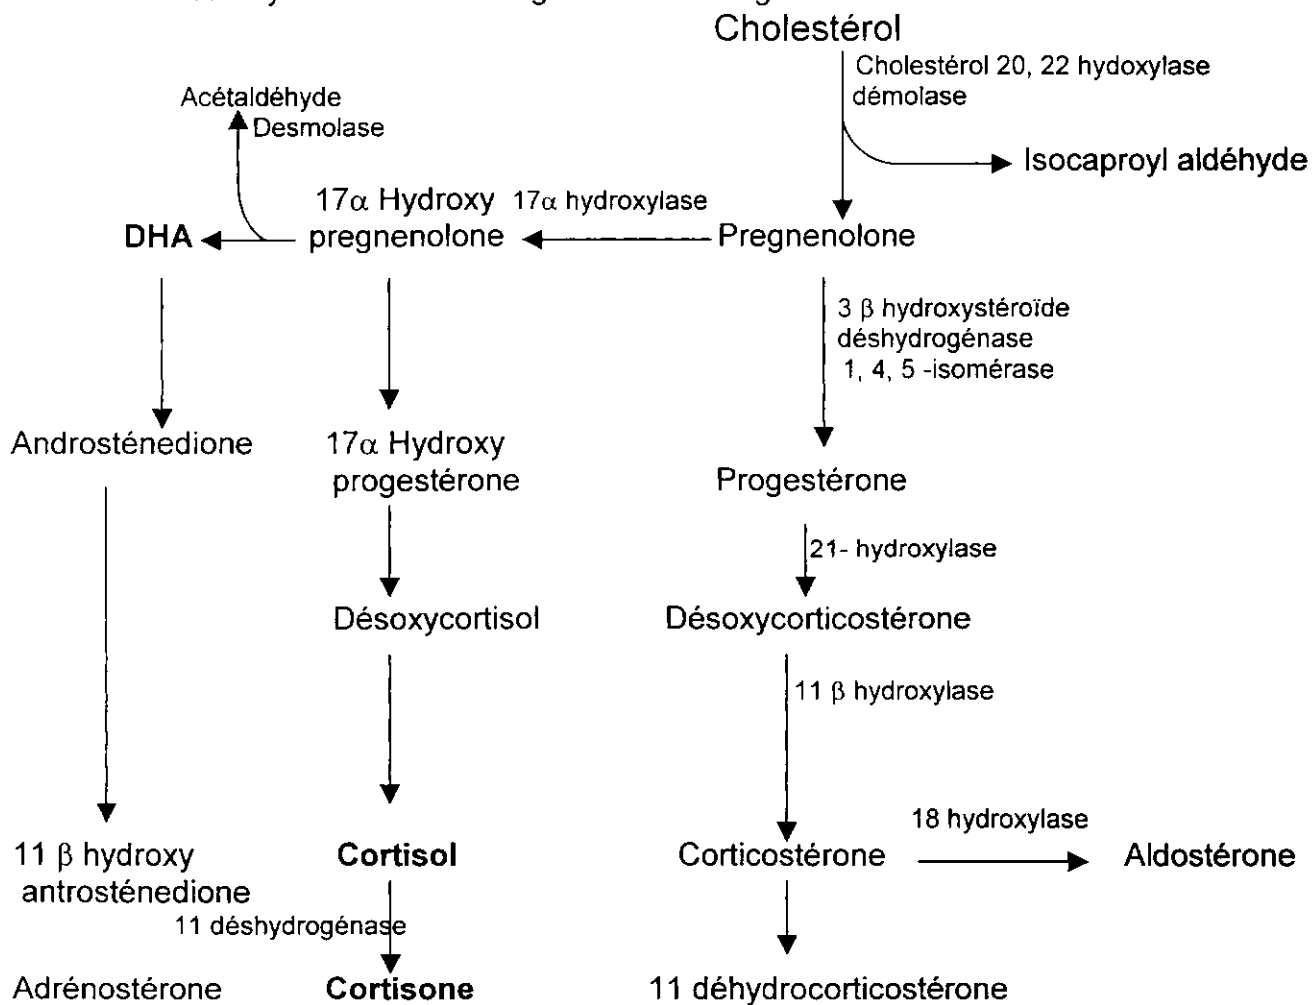 Cholestérol
Cholestérol 20, 22 hydoxylase
démolase
Acétaldéhyde
Desmolase
Isocaproyl aldéhyde
17α Hydroxy
pregnenolone
17α hydroxylase
DHA
Pregnenolone
3 β hydroxystéroïde
déshydrogénase
1, 4, 5 -isomérase
Androsténedione
17α Hydroxy
progestérone
Progestérone
21- hydroxylase
Désoxycortisol
Désoxycorticostérone
11 β hydroxylase
18 hydroxylase
11 β hydroxy
antrosténedione
Cortisol
Corticostérone
Aldostérone
11 déshydrogénase
Adrénostérone
Cortisone
11 déhydrocorticostérone